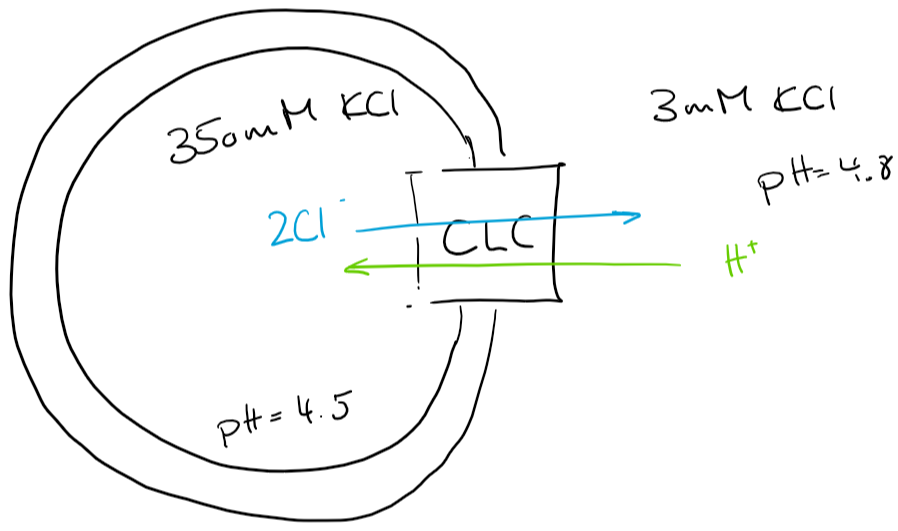 350mM KCl
3mM KCl
pH=4.8
2Cl⁻
CLC
H⁺
pH=4.5